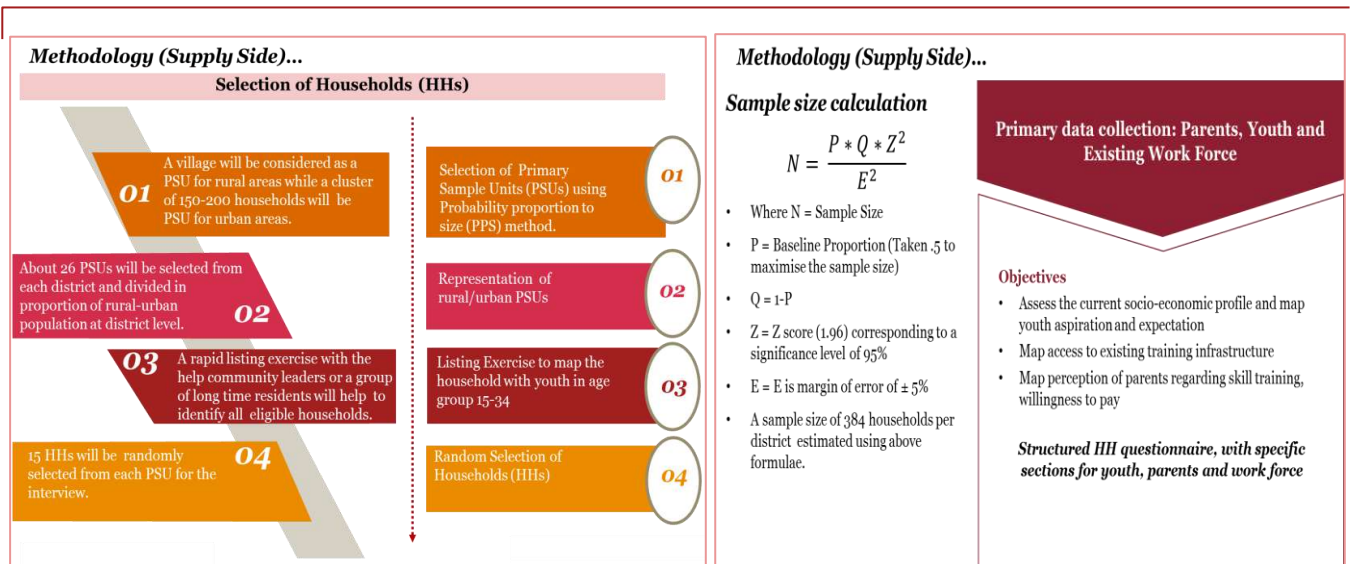 Methodology (Supply Side)...
Selection of Households (HHs)
01
A village will be considered as a
PSU for rural areas while a cluster
of 150-200 households will be
PSU for urban areas.
About 26 PSUs will be selected from
each district and divided in
proportion of rural-urban
population at district level.
02
03
A rapid listing exercise with the
help community leaders or a group
of long time residents will help to
identify all eligible households.
15 HHs will be randomly
selected from each PSU for the
interview.
04
Selection of Primary
Sample Units (PSUs) using
Probability proportion to
size (PPS) method.
01
Representation of
rural/urban PSUs
02
Listing Exercise to map the
household with youth in age
group 15-34
03
Random Selection of
Households (HHs)
04
Methodology (Supply Side)...
Sample size calculation
N = P * Q * Z² / E²
• Where N = Sample Size
• P = Baseline Proportion (Taken .5 to
maximise the sample size)
• Q = 1-P
• Z = Z score (1.96) corresponding to a
significance level of 95%
• E = E is margin of error of ± 5%
• A sample size of 384 households per
district estimated using above
formulae.
Primary data collection: Parents, Youth and
Existing Work Force
Objectives
• Assess the current socio-economic profile and map
youth aspiration and expectation
• Map access to existing training infrastructure
• Map perception of parents regarding skill training,
willingness to pay
Structured HH questionnaire, with specific
sections for youth, parents and work force